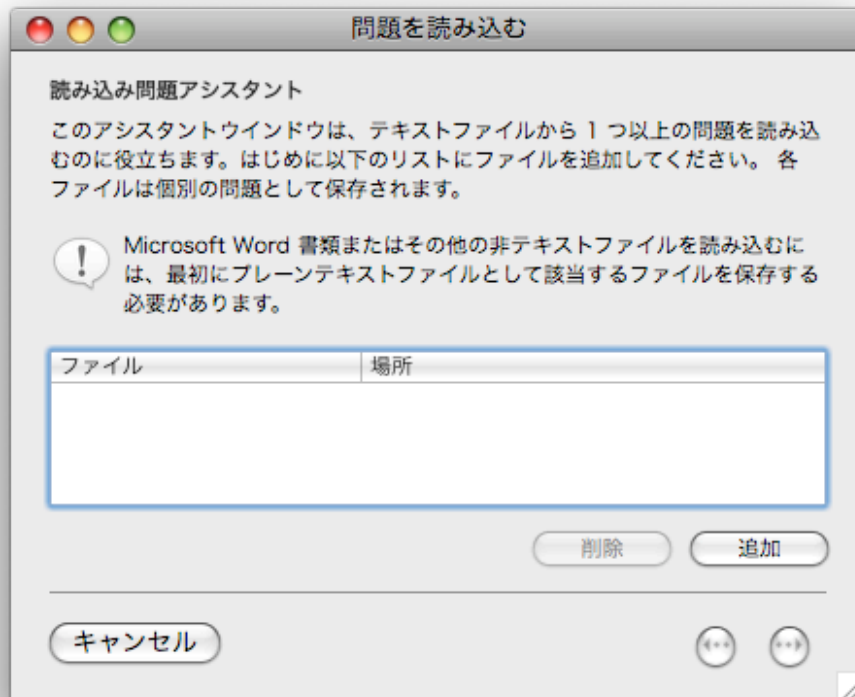 問題を読み込む
読み込み問題アシスタント
このアシスタントウインドウは、テキストファイルから 1 つ以上の問題を読み込
むのに役立ちます。はじめに以下のリストにファイルを追加してください。 各
ファイルは個別の問題として保存されます。
Microsoft Word 書類またはその他の非テキストファイルを読み込むに
は、最初にプレーンテキストファイルとして該当するファイルを保存する
必要があります。
ファイル 場所
削除 追加
キャンセル